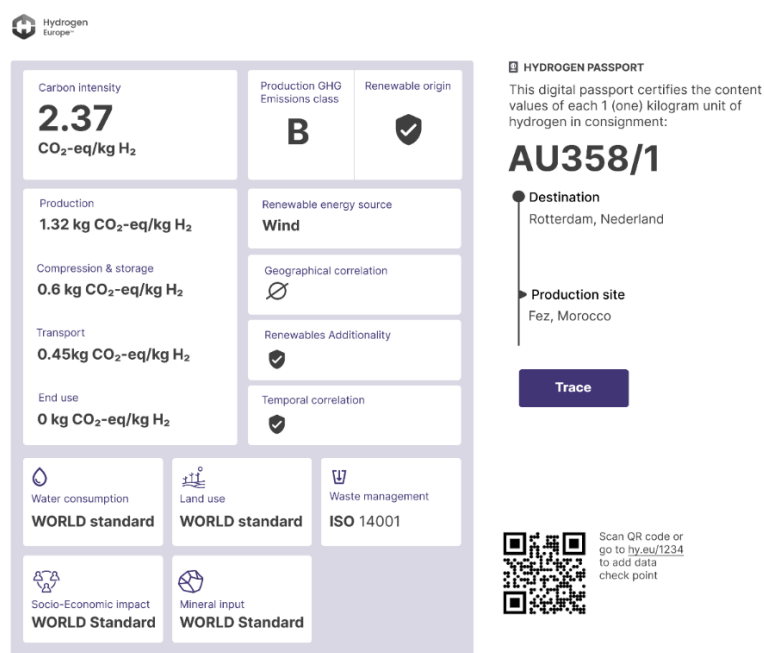 Hydrogen
Europe™
Carbon intensity
2.37
CO₂-eq/kg H₂
Production GHG
Emissions class
B
Renewable origin
Production
1.32 kg CO₂-eq/kg H₂
Compression & storage
0.6 kg CO₂-eq/kg H₂
Transport
0.45kg CO₂-eq/kg H₂
End use
0 kg CO₂-eq/kg H₂
Renewable energy source
Wind
Geographical correlation
Renewables Additionality
Temporal correlation
Water consumption
WORLD standard
Land use
WORLD standard
Waste management
ISO 14001
Socio-Economic impact
WORLD Standard
Mineral input
WORLD Standard
HYDROGEN PASSPORT
This digital passport certifies the content
values of each 1 (one) kilogram unit of
hydrogen in consignment:
AU358/1
Destination
Rotterdam, Nederland
Production site
Fez, Morocco
Trace
Scan QR code or
go to hy.eu/1234
to add data
check point